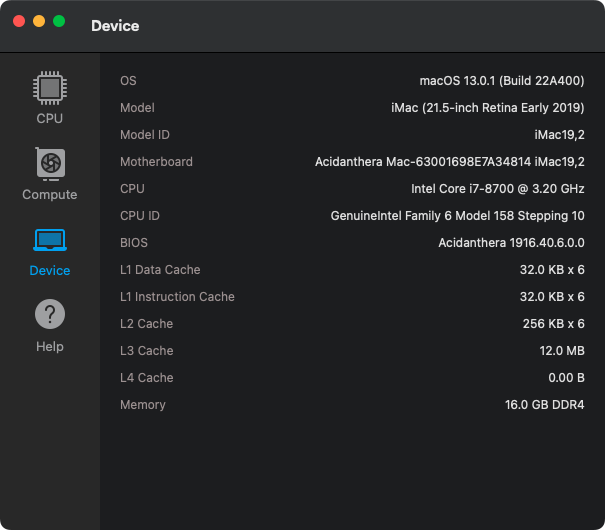 Device
CPU
Compute
Device
Help
OS macOS 13.0.1 (Build 22A400)
Model iMac (21.5-inch Retina Early 2019)
Model ID iMac19,2
Motherboard Acidanthera Mac-63001698E7A34814 iMac19,2
CPU Intel Core i7-8700 @ 3.20 GHz
CPU ID GenuineIntel Family 6 Model 158 Stepping 10
BIOS Acidanthera 1916.40.6.0.0
L1 Data Cache 32.0 KB x 6
L1 Instruction Cache 32.0 KB x 6
L2 Cache 256 KB x 6
L3 Cache 12.0 MB
L4 Cache 0.00 B
Memory 16.0 GB DDR4